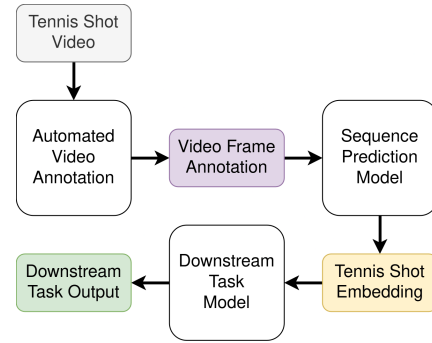 Tennis Shot
Video
Automated
Video
Annotation
Video Frame
Annotation
Sequence
Prediction
Model
Tennis Shot
Embedding
Downstream
Task
Model
Downstream
Task Output